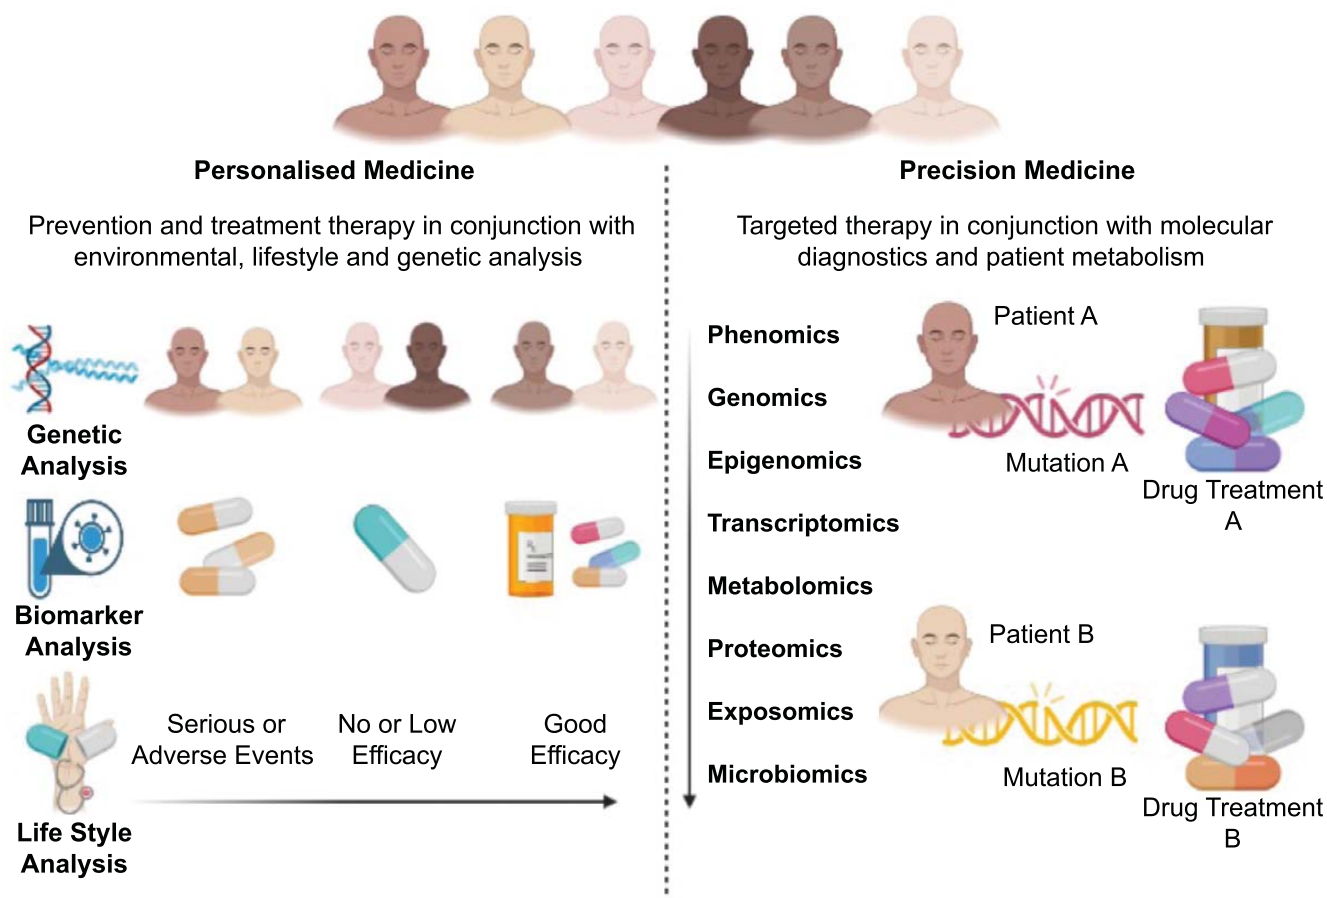 Personalised Medicine
Prevention and treatment therapy in conjunction with
environmental, lifestyle and genetic analysis
Genetic
Analysis
Biomarker
Analysis
Life Style
Analysis
Serious or
Adverse Events
No or Low
Efficacy
Good
Efficacy
Precision Medicine
Targeted therapy in conjunction with molecular
diagnostics and patient metabolism
Phenomics
Genomics
Epigenomics
Transcriptomics
Metabolomics
Proteomics
Exposomics
Microbiomics
Patient A
Mutation A
Drug Treatment
A
Patient B
Mutation B
Drug Treatment
B